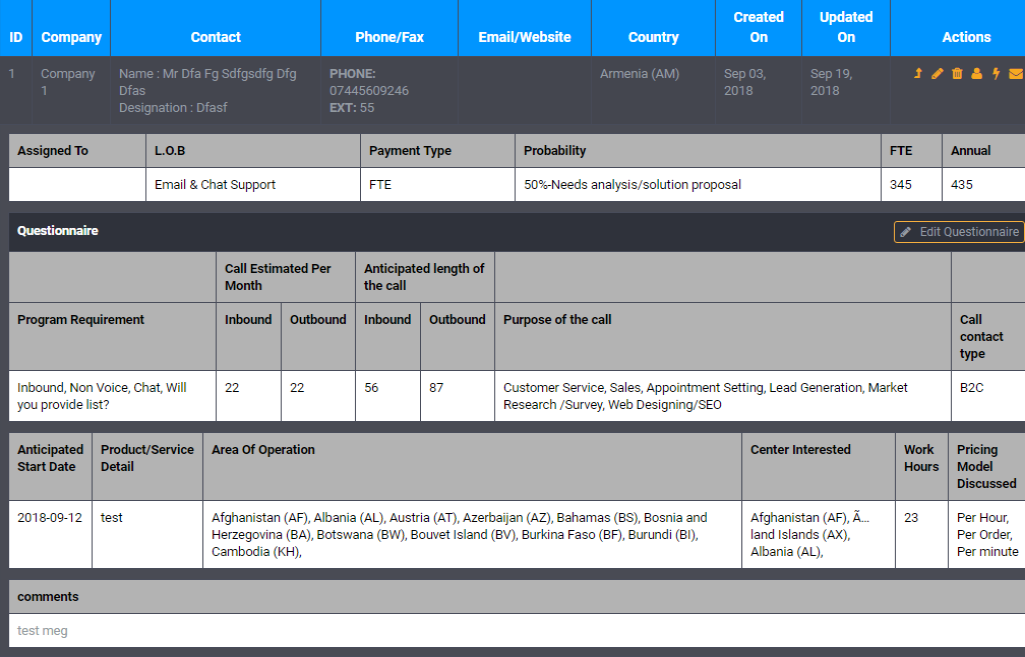 ID Company Contact Phone/Fax Email/Website Country Created On Updated On Actions
1 Company 1 Name : Mr Dfa Fg Sdfgsdfg Dfg Dfas Designation : Dfasf PHONE: 07445609246 EXT: 55 Armenia (AM) Sep 03, 2018 Sep 19, 2018
Assigned To L.O.B Payment Type Probability FTE Annual
Email & Chat Support FTE 50%-Needs analysis/solution proposal 345 435
Questionnaire Edit Questionnaire
Call Estimated Per Month Anticipated length of the call
Program Requirement Inbound Outbound Inbound Outbound Purpose of the call Call contact type
Inbound, Non Voice, Chat, Will you provide list? 22 22 56 87 Customer Service, Sales, Appointment Setting, Lead Generation, Market Research /Survey, Web Designing/SEO B2C
Anticipated Start Date Product/Service Detail Area Of Operation Center Interested Work Hours Pricing Model Discussed
2018-09-12 test Afghanistan (AF), Albania (AL), Austria (AT), Azerbaijan (AZ), Bahamas (BS), Bosnia and Herzegovina (BA), Botswana (BW), Bouvet Island (BV), Burkina Faso (BF), Burundi (BI), Cambodia (KH), Afghanistan (AF), Ã... land Islands (AX), Albania (AL), 23 Per Hour, Per Order, Per minute
comments
test meg